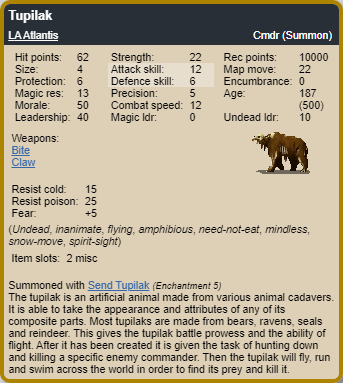 Tupilak
LA Atlantis Cmdr (Summon)
Hit points: 62 Strength: 22 Rec points: 10000
Size: 4 Attack skill: 12 Map move: 22
Protection: 6 Defence skill: 6 Encumbrance: 0
Magic res: 13 Precision: 5 Age: 187
Morale: 50 Combat speed: 12 (500)
Leadership: 40 Magic ldr: 0 Undead ldr: 10
Weapons:
Bite
Claw
Resist cold: 15
Resist poison: 25
Fear: +5
(Undead, inanimate, flying, amphibious, need-not-eat, mindless,
snow-move, spirit-sight)
Item slots: 2 misc
Summoned with Send Tupilak (Enchantment 5)
The tupilak is an artificial animal made from various animal cadavers.
It is able to take the appearance and attributes of any of its
composite parts. Most tupilaks are made from bears, ravens, seals
and reindeer. This gives the tupilak battle prowess and the ability of
flight. After it has been created it is given the task of hunting down
and killing a specific enemy commander. Then the tupilak will fly, run
and swim across the world in order to find its prey and kill it.